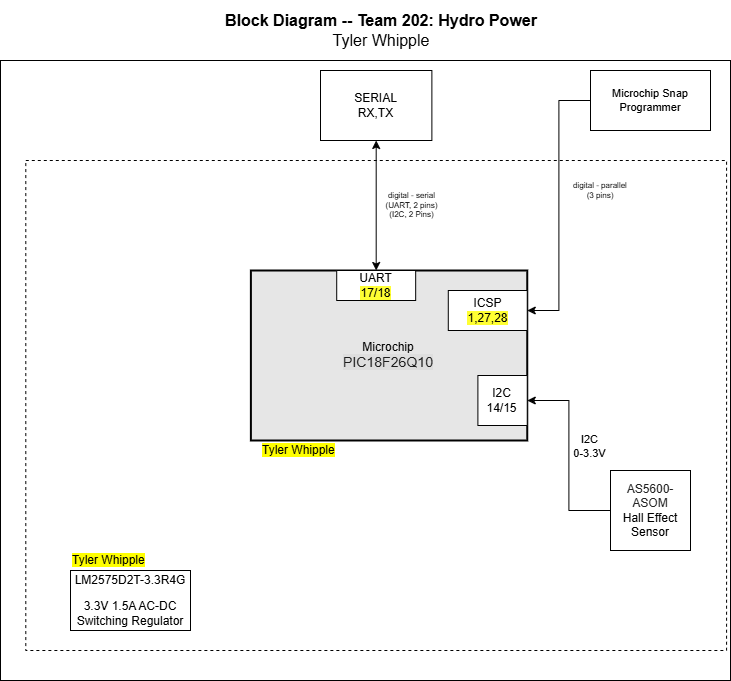 Block Diagram -- Team 202: Hydro Power
Tyler Whipple
SERIAL
RX,TX
Microchip Snap
Programmer
digital - serial
(UART, 2 pins)
(I2C, 2 Pins)
digital - parallel
(3 pins)
UART
17/18
ICSP
1,27,28
Microchip
PIC18F26Q10
I2C
14/15
Tyler Whipple
I2C
0-3.3V
AS5600-
ASOM
Hall Effect
Sensor
Tyler Whipple
LM2575D2T-3.3R4G
3.3V 1.5A AC-DC
Switching Regulator